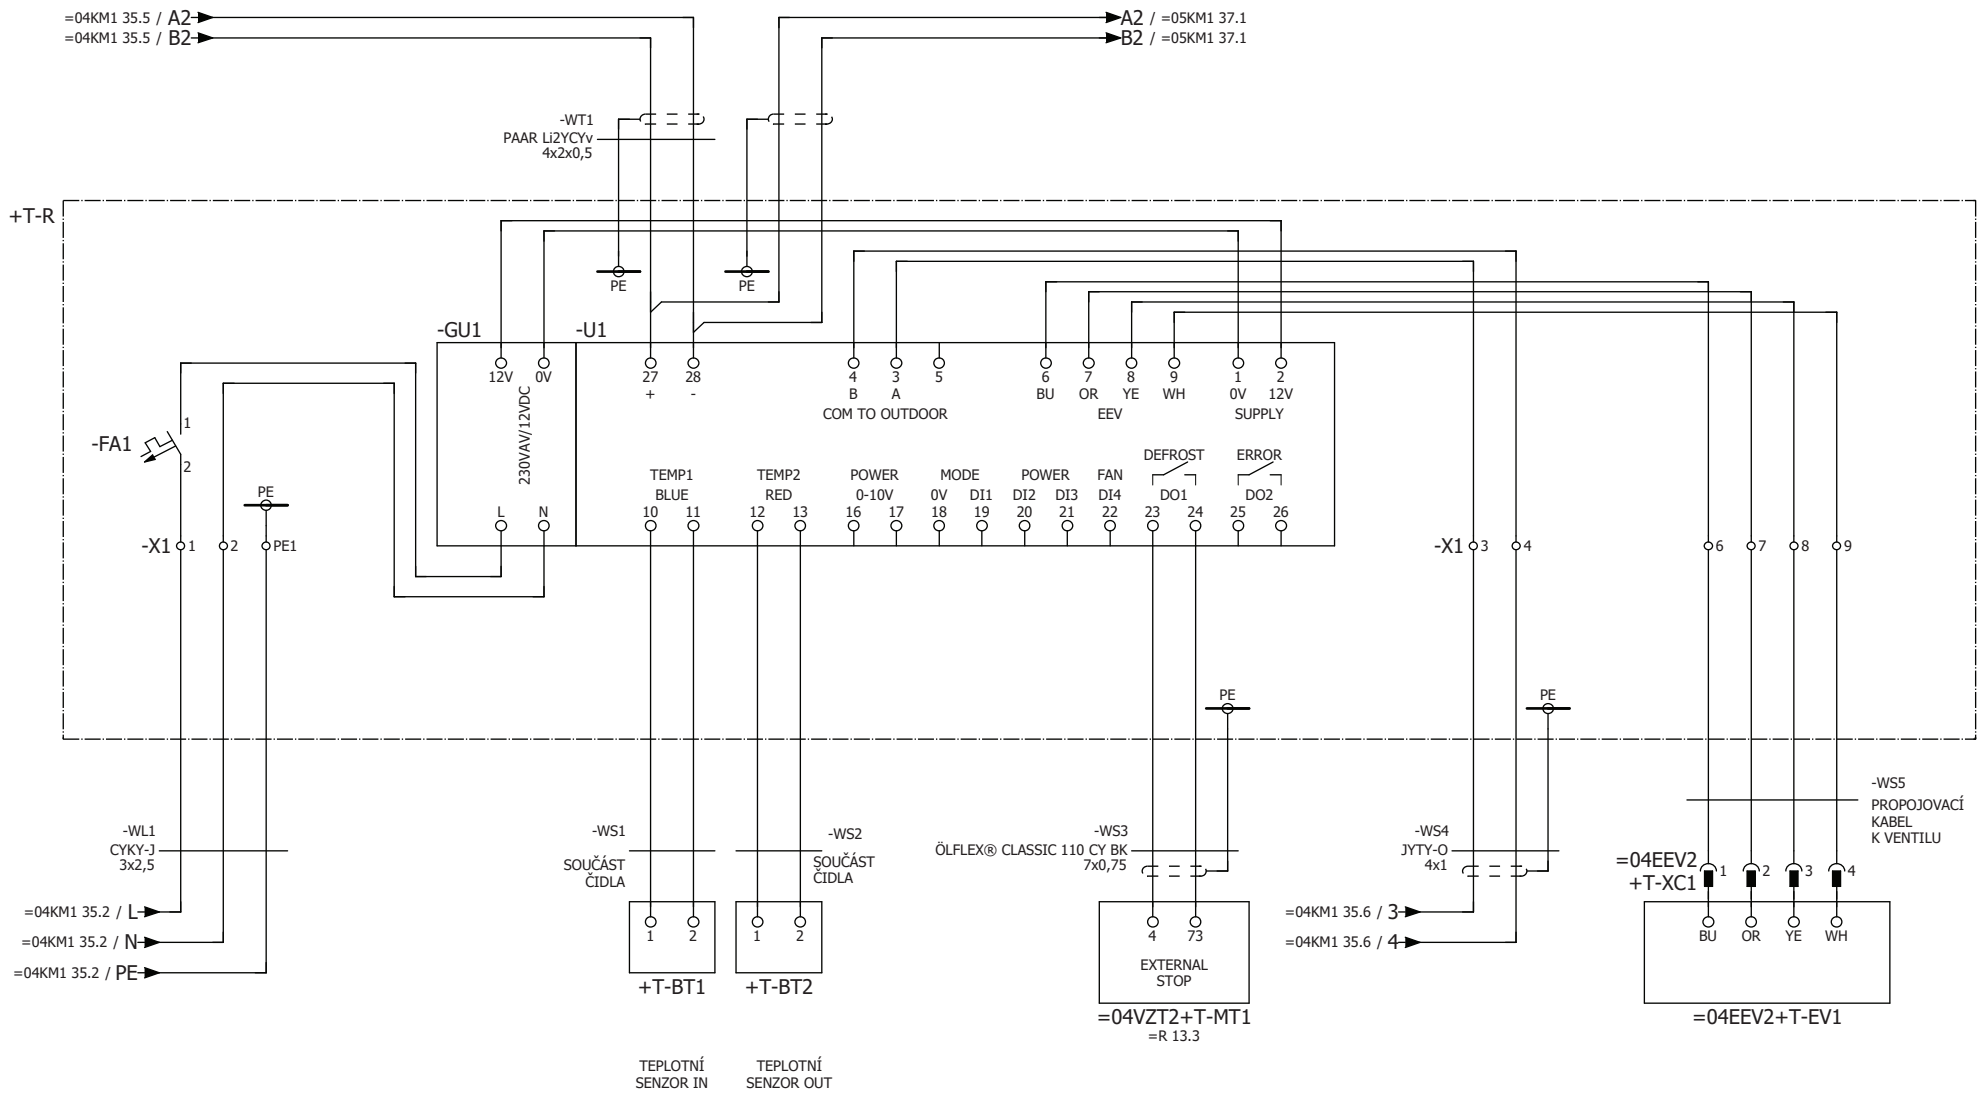 =04KM1 35.5 / A2
=04KM1 35.5 / B2
A2 / =05KM1 37.1
B2 / =05KM1 37.1
-WT1
PAAR Li2YCYv
4x2x0,5
+T-R
PE
PE
-GU1
-U1
12V
0V
27
28
4
3
5
6
7
8
9
1
2
+
-
B
A
BU
OR
YE
WH
0V
12V
COM TO OUTDOOR
EEV
SUPPLY
230VAV/12VDC
-FA1
1
2
DEFROST
ERROR
TEMP1
TEMP2
POWER
MODE
POWER
FAN
BLUE
RED
0-10V
0V
DI1
DI2
DI3
DI4
DO1
DO2
L
N
10
11
12
13
16
17
18
19
20
21
22
23
24
25
26
PE
-X1
1
2
PE1
-X1
3
4
6
7
8
9
PE
PE
-WL1
CYKY-J
3x2,5
-WS1
SOUČÁST
ČIDLA
-WS2
SOUČÁST
ČIDLA
-WS3
ÖLFLEX® CLASSIC 110 CY BK
7x0,75
-WS4
JYTY-O
4x1
-WS5
PROPOJOVACÍ
KABEL
K VENTILU
=04EEV2
+T-XC1
1
2
3
4
=04KM1 35.2 / L
=04KM1 35.2 / N
=04KM1 35.2 / PE
1
2
+T-BT1
1
2
+T-BT2
4
73
EXTERNAL
STOP
=04VZT2+T-MT1
=R 13.3
=04KM1 35.6 / 3
=04KM1 35.6 / 4
BU
OR
YE
WH
=04EEV2+T-EV1
TEPLOTNÍ
SENZOR IN
TEPLOTNÍ
SENZOR OUT